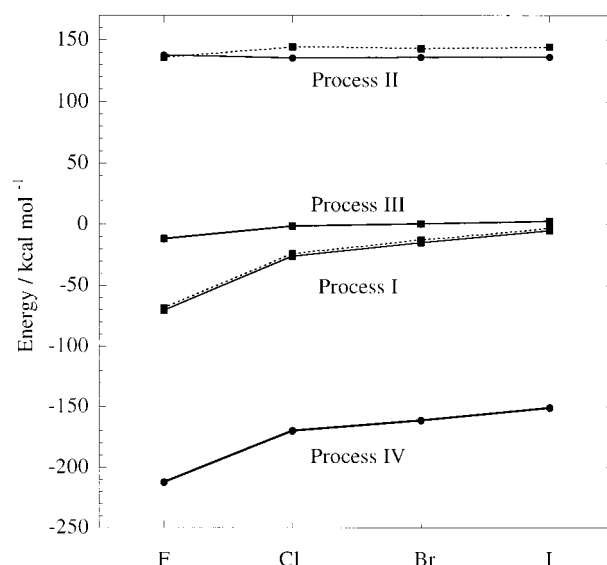 150
Process II
100
50
Process III
0
Process I
-50
-100
-150
Process IV
-200
-250
Energy / kcal mol -1
F Cl Br I